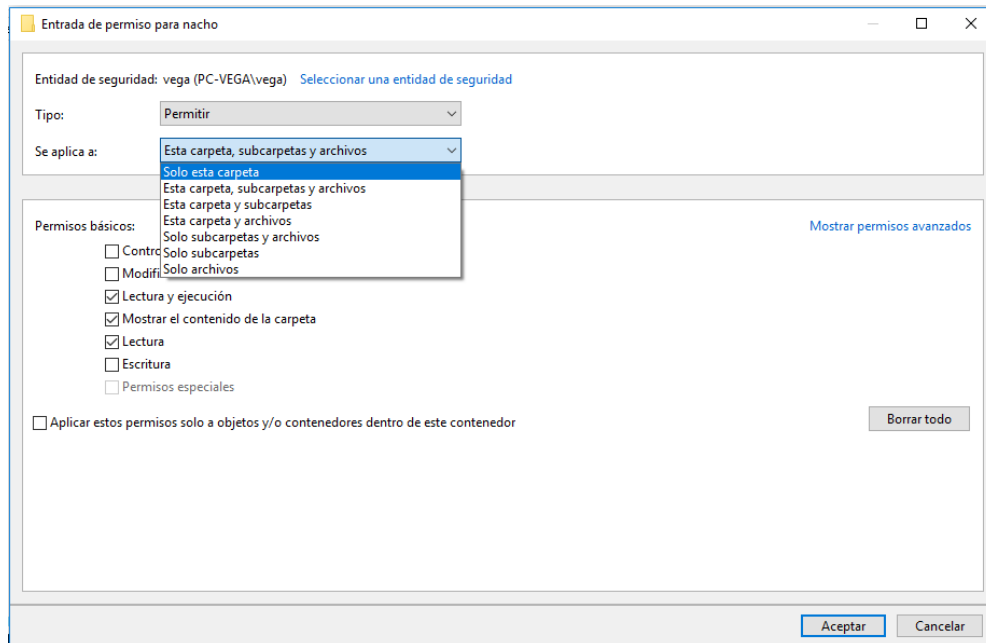 Entrada de permiso para nacho
Entidad de seguridad: vega (PC-VEGA\vega) Seleccionar una entidad de seguridad
Tipo: Permitir
Se aplica a: Esta carpeta, subcarpetas y archivos
Solo esta carpeta
Esta carpeta, subcarpetas y archivos
Esta carpeta y subcarpetas
Esta carpeta y archivos
Solo subcarpetas y archivos
Solo subcarpetas
Solo archivos
Permisos básicos: Mostrar permisos avanzados
Lectura y ejecución
Mostrar el contenido de la carpeta
Lectura
Escritura
Permisos especiales
Aplicar estos permisos solo a objetos y/o contenedores dentro de este contenedor
Borrar todo
Aceptar Cancelar